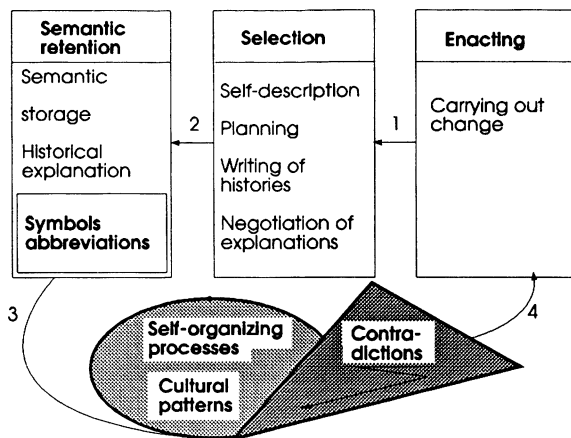 Semantic
retention
Semantic
storage
Historical
explanation
Symbols
abbreviations
2
Selection
Self-description
Planning
Writing of
histories
Negotiation of
explanations
1
Enacting
Carrying out
change
3
Self-organizing
processes
Cultural
patterns
Contra-
dictions
4